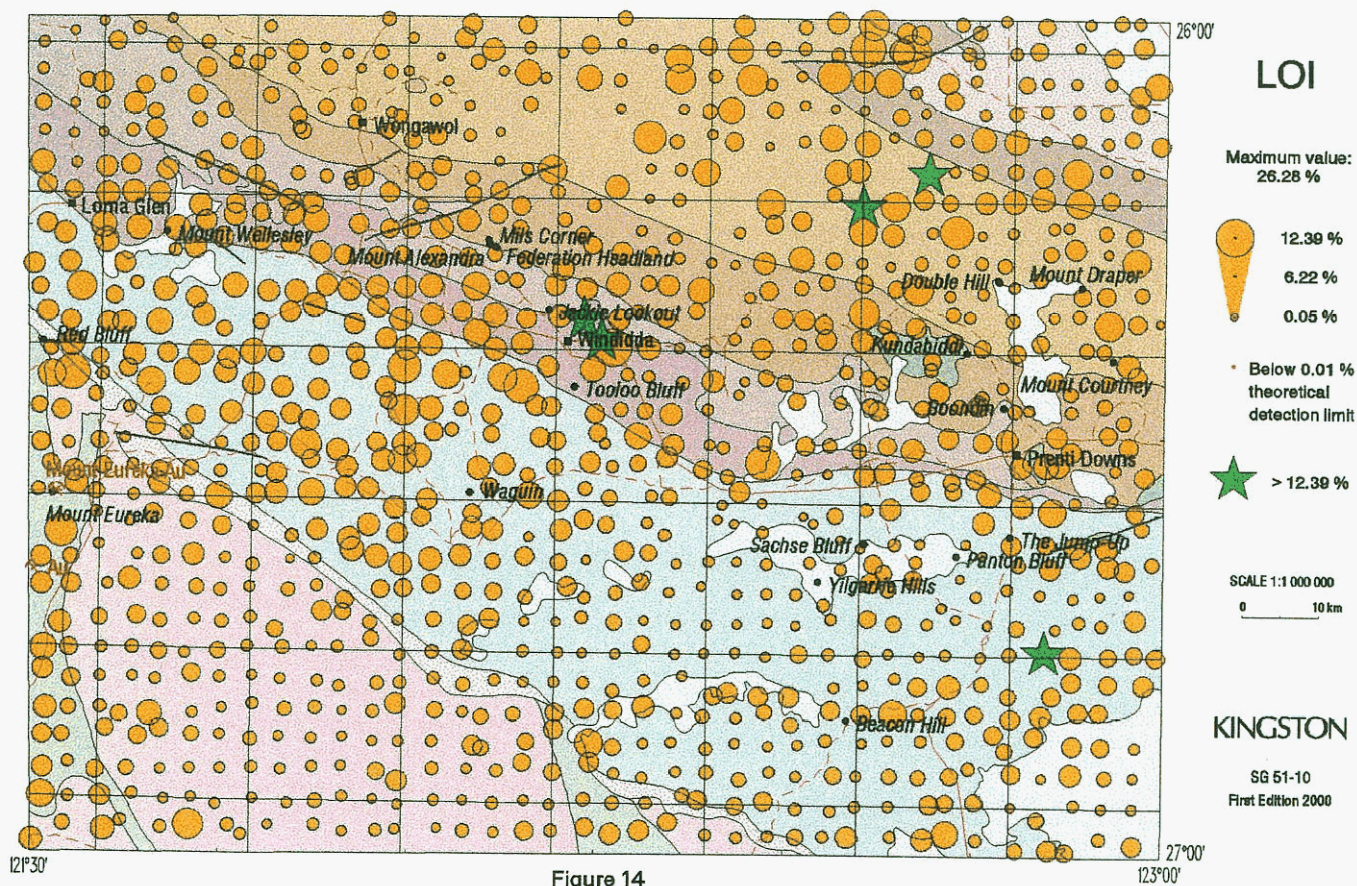 26°00'
LOI
Maximum value:
26.28 %
12.39 %
6.22 %
0.05 %
Below 0.01 %
theoretical
detection limit
> 12.39 %
SCALE 1:1 000 000
0 10 km
KINGSTON
SG 51-10
First Edition 2000
Wongawol
Lorna Glen
Mount Wellesley
Mils Corner
Mount Alexandra
Federation Headland
Double Hill
Mount Draper
Jackie Lookout
Red Bluff
Windidda
Kundabiddi
Mount Courtney
Tooloo Bluff
Boondin
Prenti Downs
Mount Eureka Au
Waguin
Mount Eureka
Sachse Bluff
The Jump-Up
Panton Bluff
Au
Yilgarin Hills
Beacon Hill
121°30'
27°00'
123°00'
Figure 14